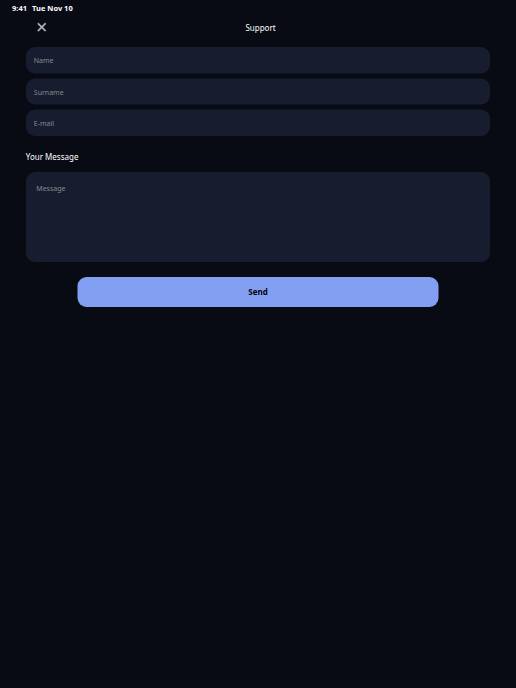 9:41 Tue Nov 10
Support
Name
Surname
E-mail
Your Message
Message
Send